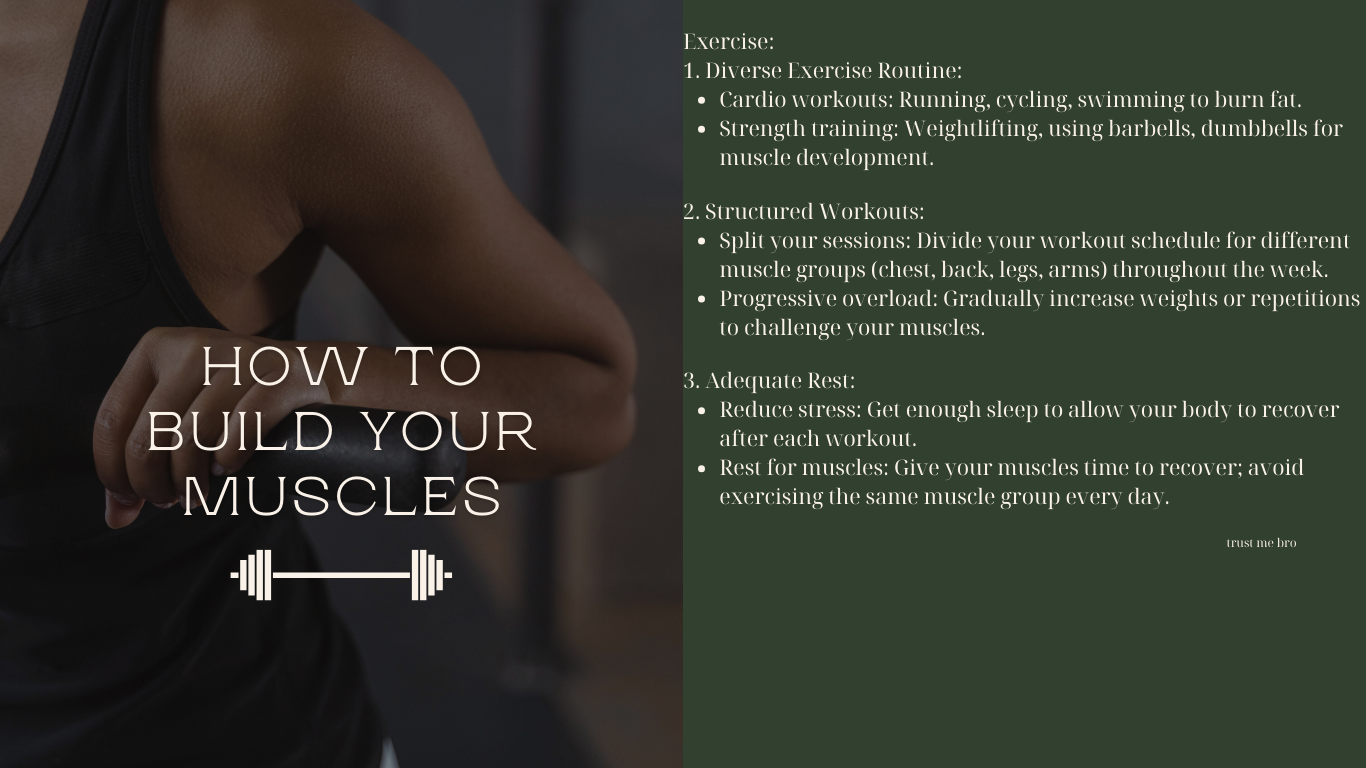 HOW TO
BUILD YOUR
MUSCLES
Exercise:
1. Diverse Exercise Routine:
• Cardio workouts: Running, cycling, swimming to burn fat.
• Strength training: Weightlifting, using barbells, dumbbells for
muscle development.
2. Structured Workouts:
• Split your sessions: Divide your workout schedule for different
muscle groups (chest, back, legs, arms) throughout the week.
• Progressive overload: Gradually increase weights or repetitions
to challenge your muscles.
3. Adequate Rest:
• Reduce stress: Get enough sleep to allow your body to recover
after each workout.
• Rest for muscles: Give your muscles time to recover; avoid
exercising the same muscle group every day.
trust me bro